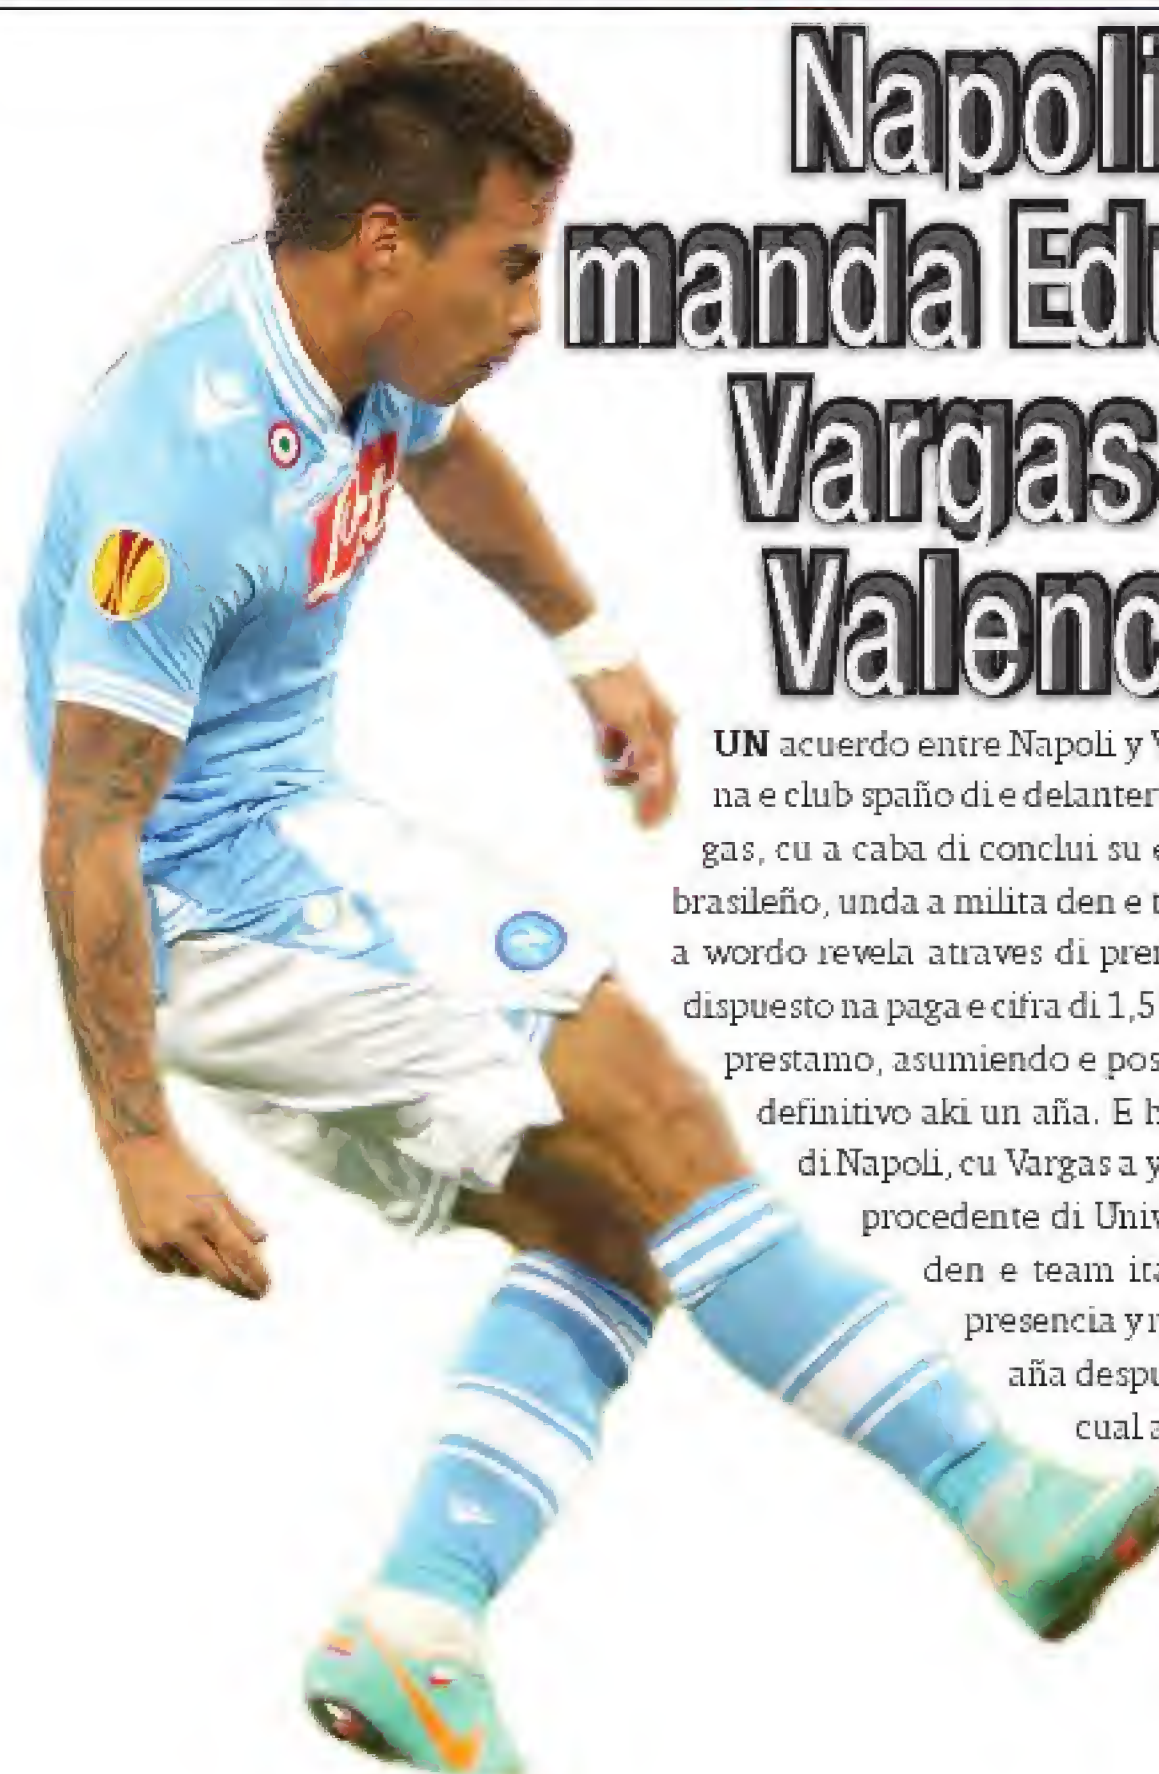 Napoli
manda Edu
Vargas
Valenc
UN acuerdo entre Napoli y V
na e club spaño di e delanter
gas, cu a caba di conclui su e
brasileño, unda a milita den e t
a wordo revela atraves di pren
dispuesto na paga e cifra di 1,5
prestamo, asumiendo e pos
definitivo aki un aña. E h
di Napoli, cu Vargas a y
procedente di Univ
den e team ita
presencia y
aña despu
cual a